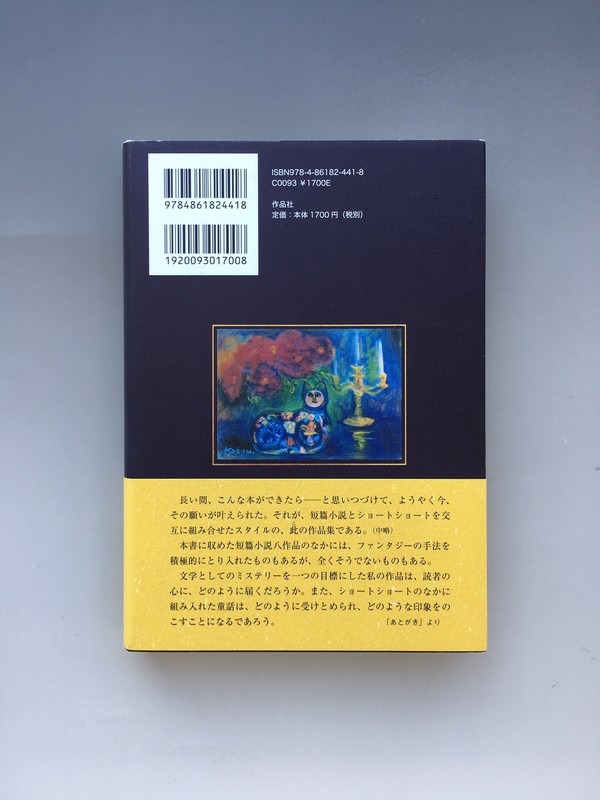 ISBN978-4-86182-441-8
C0093 ¥1700E
9784861824418
作品社
定価:本体1700円(税別)
1920093017008
長い間、こんな本ができたら――と思いつづけて、ようやく今、
その願いが叶えられた。それが、短篇小説とショートショートを交
互に組み合せたスタイルの、此の作品集である。(中略)
本書に収めた短篇小説八作品のなかには、ファンタジーの手法を
積極的にとり入れたものもあるが、全くそうでないものもある。
文学としてのミステリーを一つの目標にした私の作品は、読者の
心に、どのように届くだろうか。また、ショートショートのなかに
組み入れた童話は、どのように受けとめられ、どのような印象をの
こすことになるであろう。
「あとがき」より